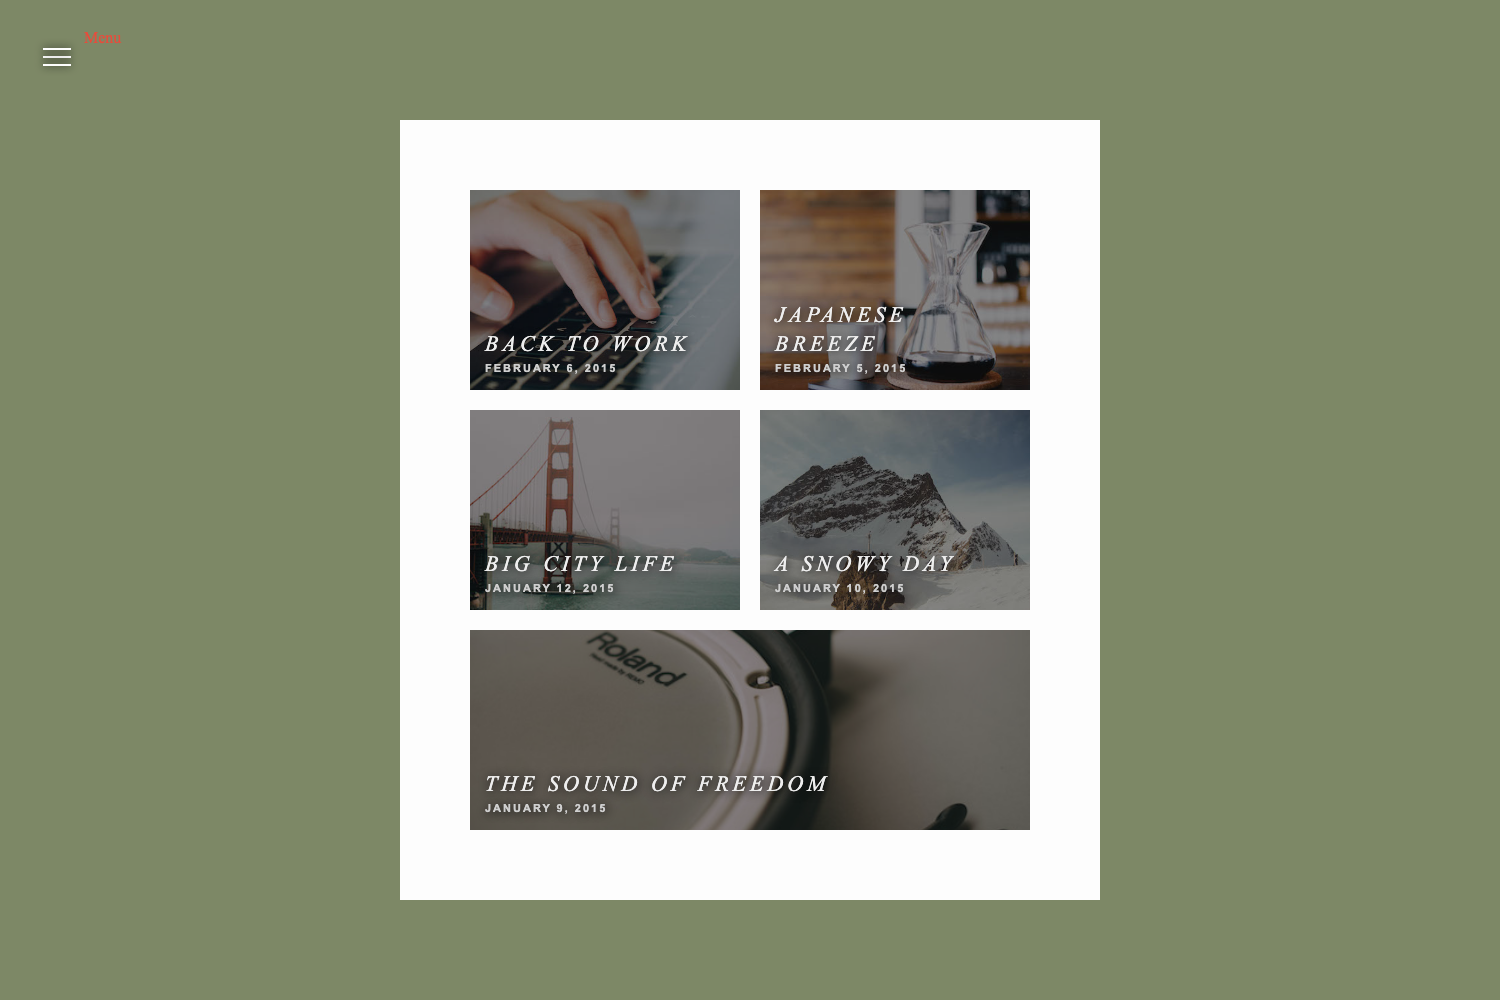 Menu
BACK TO WORK
FEBRUARY 6, 2015
JAPANESE
BREEZE
FEBRUARY 5, 2015
BIG CITY LIFE
JANUARY 12, 2015
A SNOWY DAY
JANUARY 10, 2015
Roland
THE SOUND OF FREEDOM
JANUARY 9, 2015